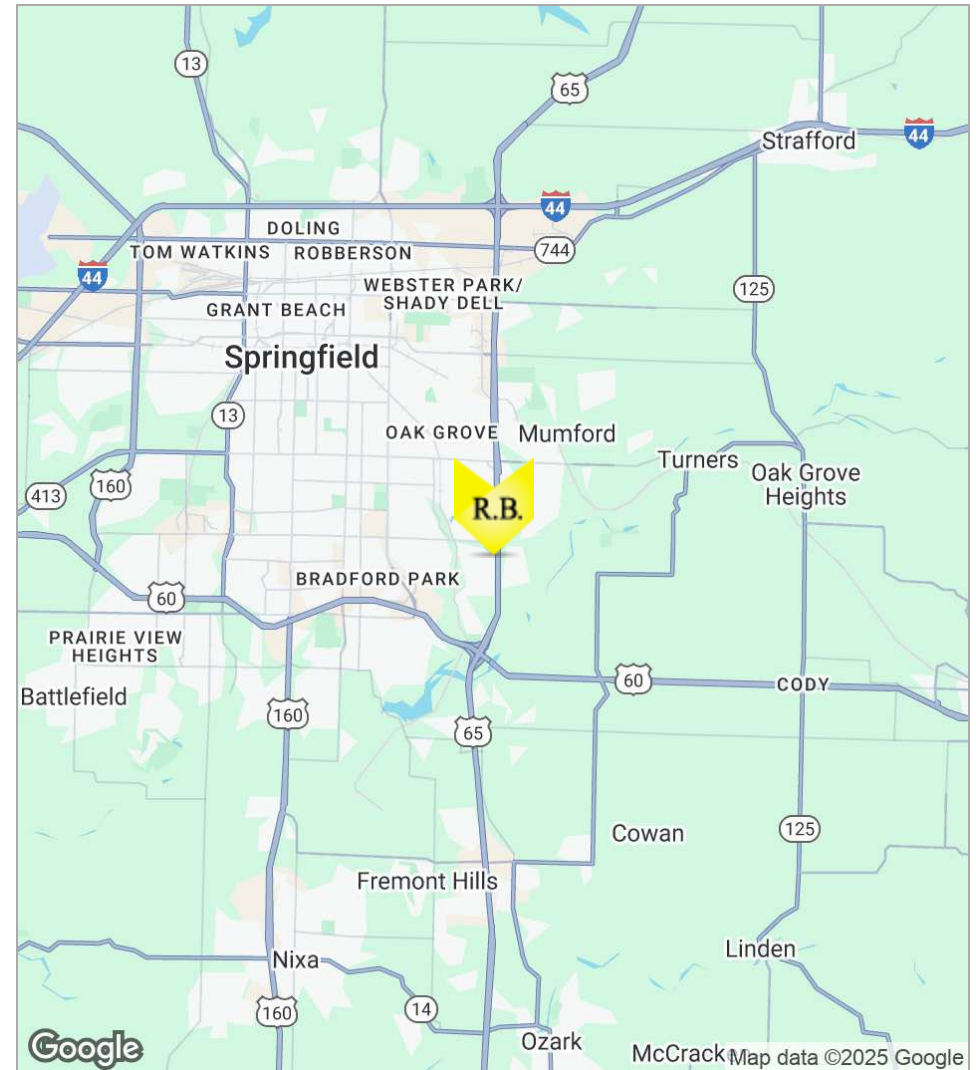 13
65
Strafford
44
44
DOLING
744
TOM WATKINS
ROBBERSON
44
WEBSTER PARK/
SHADY DELL
125
GRANT BEACH
Springfield
13
OAK GROVE
Mumford
Turners
Oak Grove
Heights
413
160
R.B.
BRADFORD PARK
60
PRAIRIE VIEW
HEIGHTS
60
CODY
Battlefield
160
65
Cowan
125
Fremont Hills
Linden
Nixa
160
14
Ozark
Google
Map data ©2025 Google